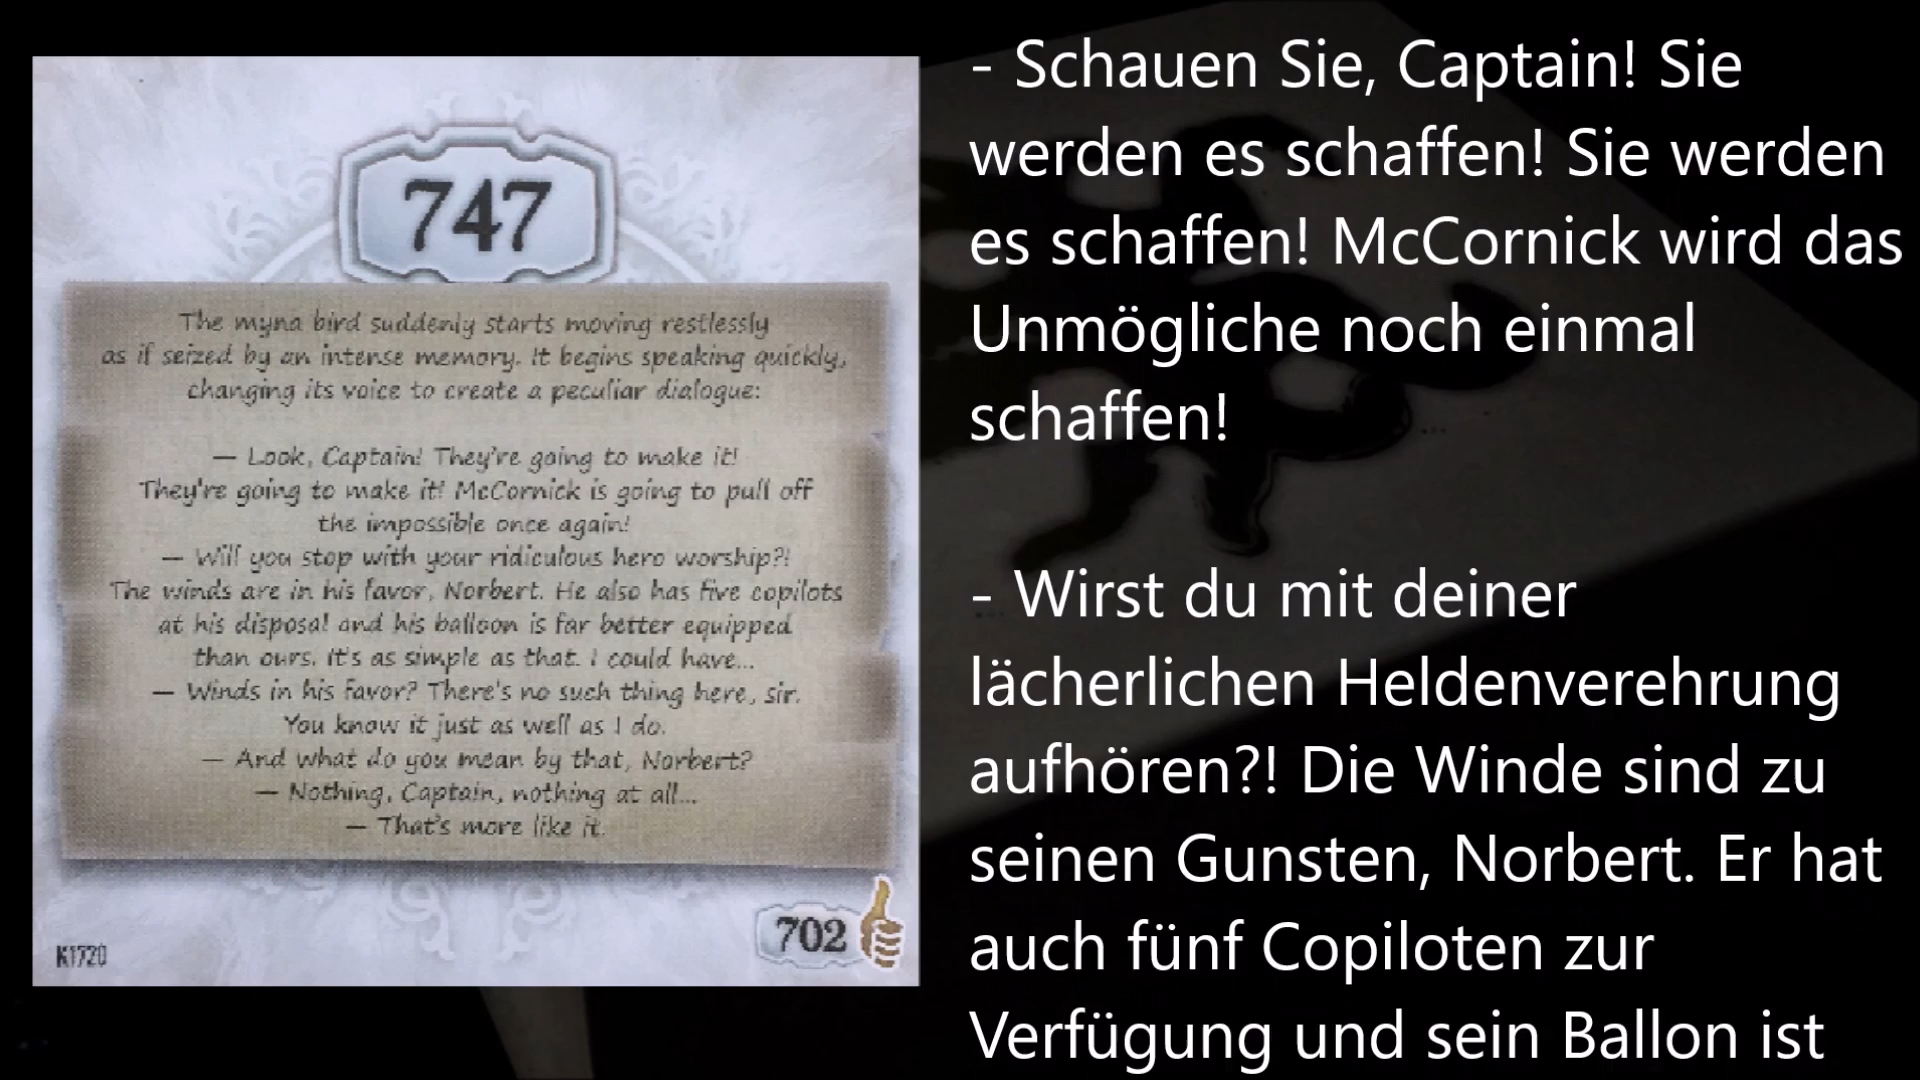 747
The myna bird suddenly starts moving restlessly
as if seized by an intense memory. It begins speaking quickly,
changing its voice to create a peculiar dialogue:
— Look, Captain! They're going to make it!
They're going to make it! McCornick is going to pull off
the impossible once again!
— Will you stop with your ridiculous hero worship?!
The winds are in his favor, Norbert. He also has five copilots
at his disposal and his balloon is far better equipped
than ours. It's as simple as that. I could have...
— Winds in his favor? There's no such thing here, sir.
You know it just as well as I do.
— And what do you mean by that, Norbert?
— Nothing, Captain, nothing at all...
— That's more like it.
702
K1720
- Schauen Sie, Captain! Sie
werden es schaffen! Sie werden
es schaffen! McCornick wird das
Unmögliche noch einmal
schaffen!
- Wirst du mit deiner
lächerlichen Heldenverehrung
aufhören?! Die Winde sind zu
seinen Gunsten, Norbert. Er hat
auch fünf Copiloten zur
Verfügung und sein Ballon ist